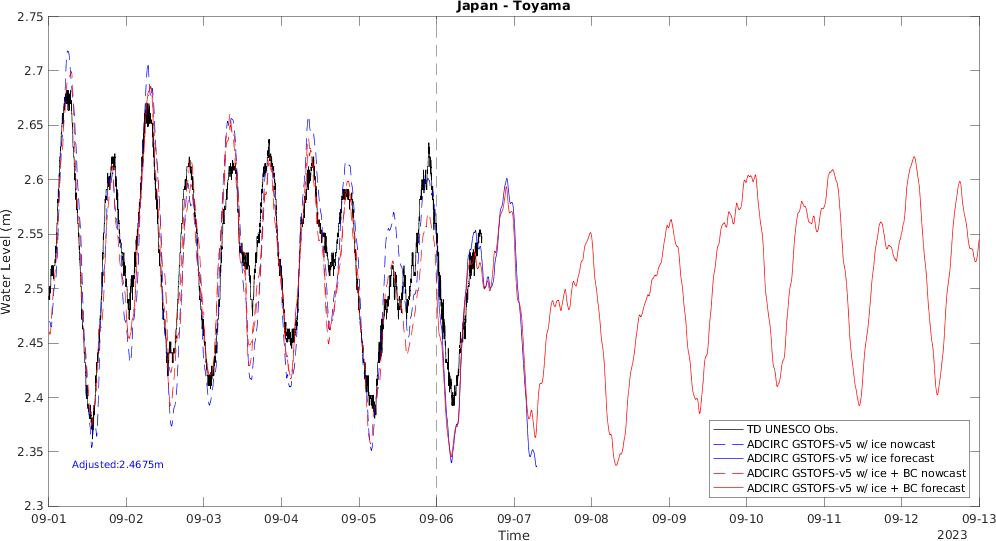 Japan - Toyama
2.75
2.7
2.65
2.6
2.55
2.5
2.45
2.4
2.35
2.3
Water Level (m)
Adjusted:2.4675m
TD UNESCO Obs.
ADCIRC GSTOFS-v5 w/ ice nowcast
ADCIRC GSTOFS-v5 w/ ice forecast
ADCIRC GSTOFS-v5 w/ ice + BC nowcast
ADCIRC GSTOFS-v5 w/ ice + BC forecast
09-01 09-02 09-03 09-04 09-05 09-06 09-07 09-08 09-09 09-10 09-11 09-12 09-13
Time
2023